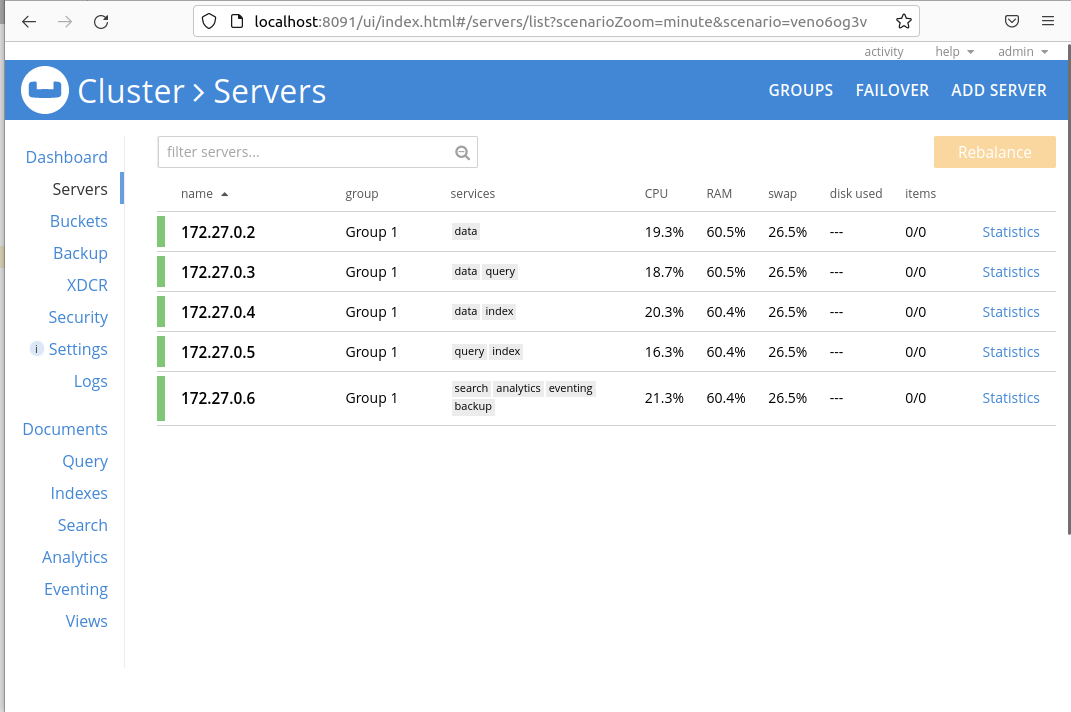 localhost:8091/ui/index.html#/servers/list?scenarioZoom=minute&scenario=veno6og3v
activity help admin
Cluster > Servers GROUPS FAILOVER ADD SERVER
filter servers... Rebalance
name group services CPU RAM swap disk used items
172.27.0.2 Group 1 data 19.3% 60.5% 26.5% --- 0/0 Statistics
172.27.0.3 Group 1 data query 18.7% 60.5% 26.5% --- 0/0 Statistics
172.27.0.4 Group 1 data index 20.3% 60.4% 26.5% --- 0/0 Statistics
172.27.0.5 Group 1 query index 16.3% 60.4% 26.5% --- 0/0 Statistics
172.27.0.6 Group 1 search analytics eventing 21.3% 60.4% 26.5% --- 0/0 Statistics
backup
Dashboard
Servers
Buckets
Backup
XDCR
Security
i Settings
Logs
Documents
Query
Indexes
Search
Analytics
Eventing
Views